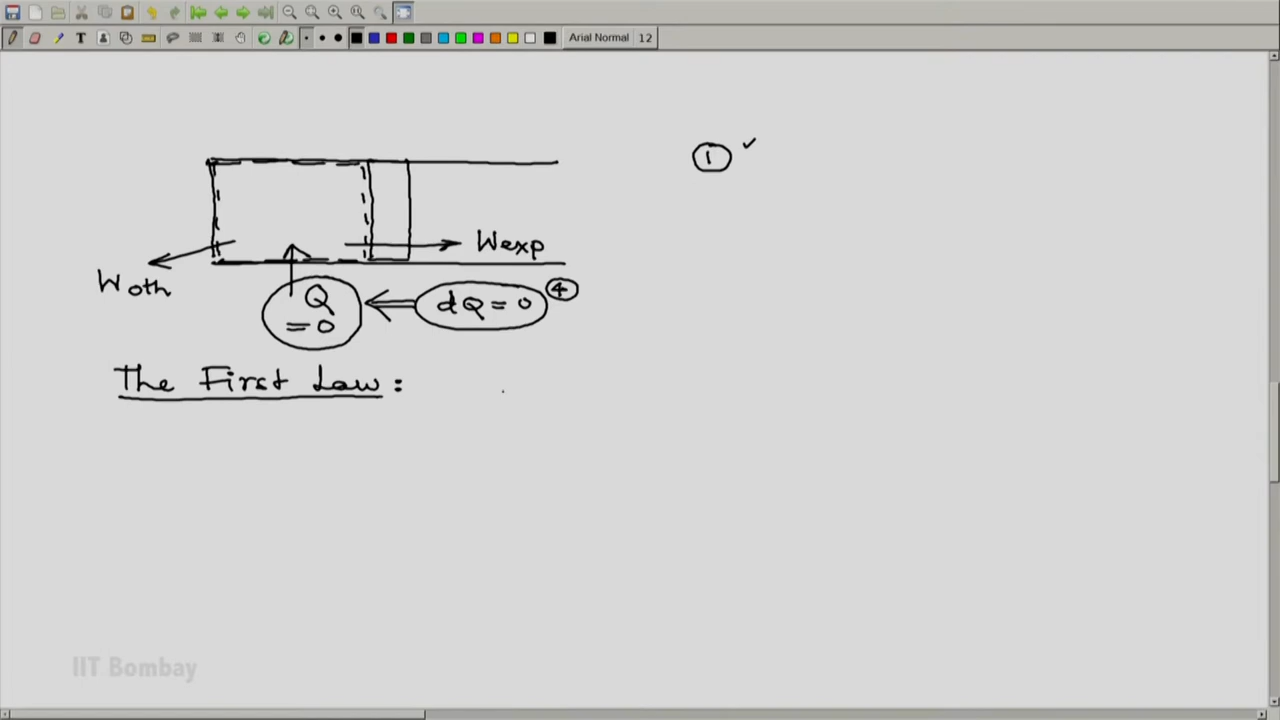 Arial Normal 12
① ✓
Wexp
Woth
Q = 0
dQ = 0 ④
The First Law:
IIT Bombay